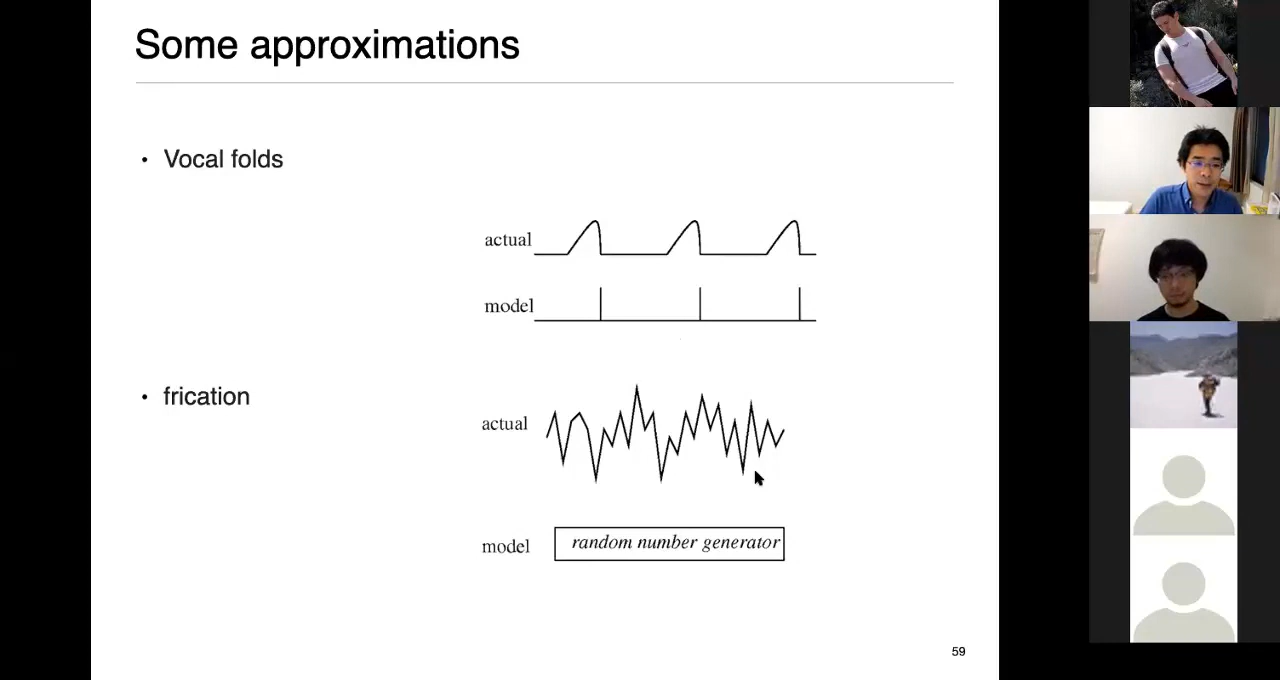 Some approximations
• Vocal folds
actual
model
• frication
actual
model
random number generator
59